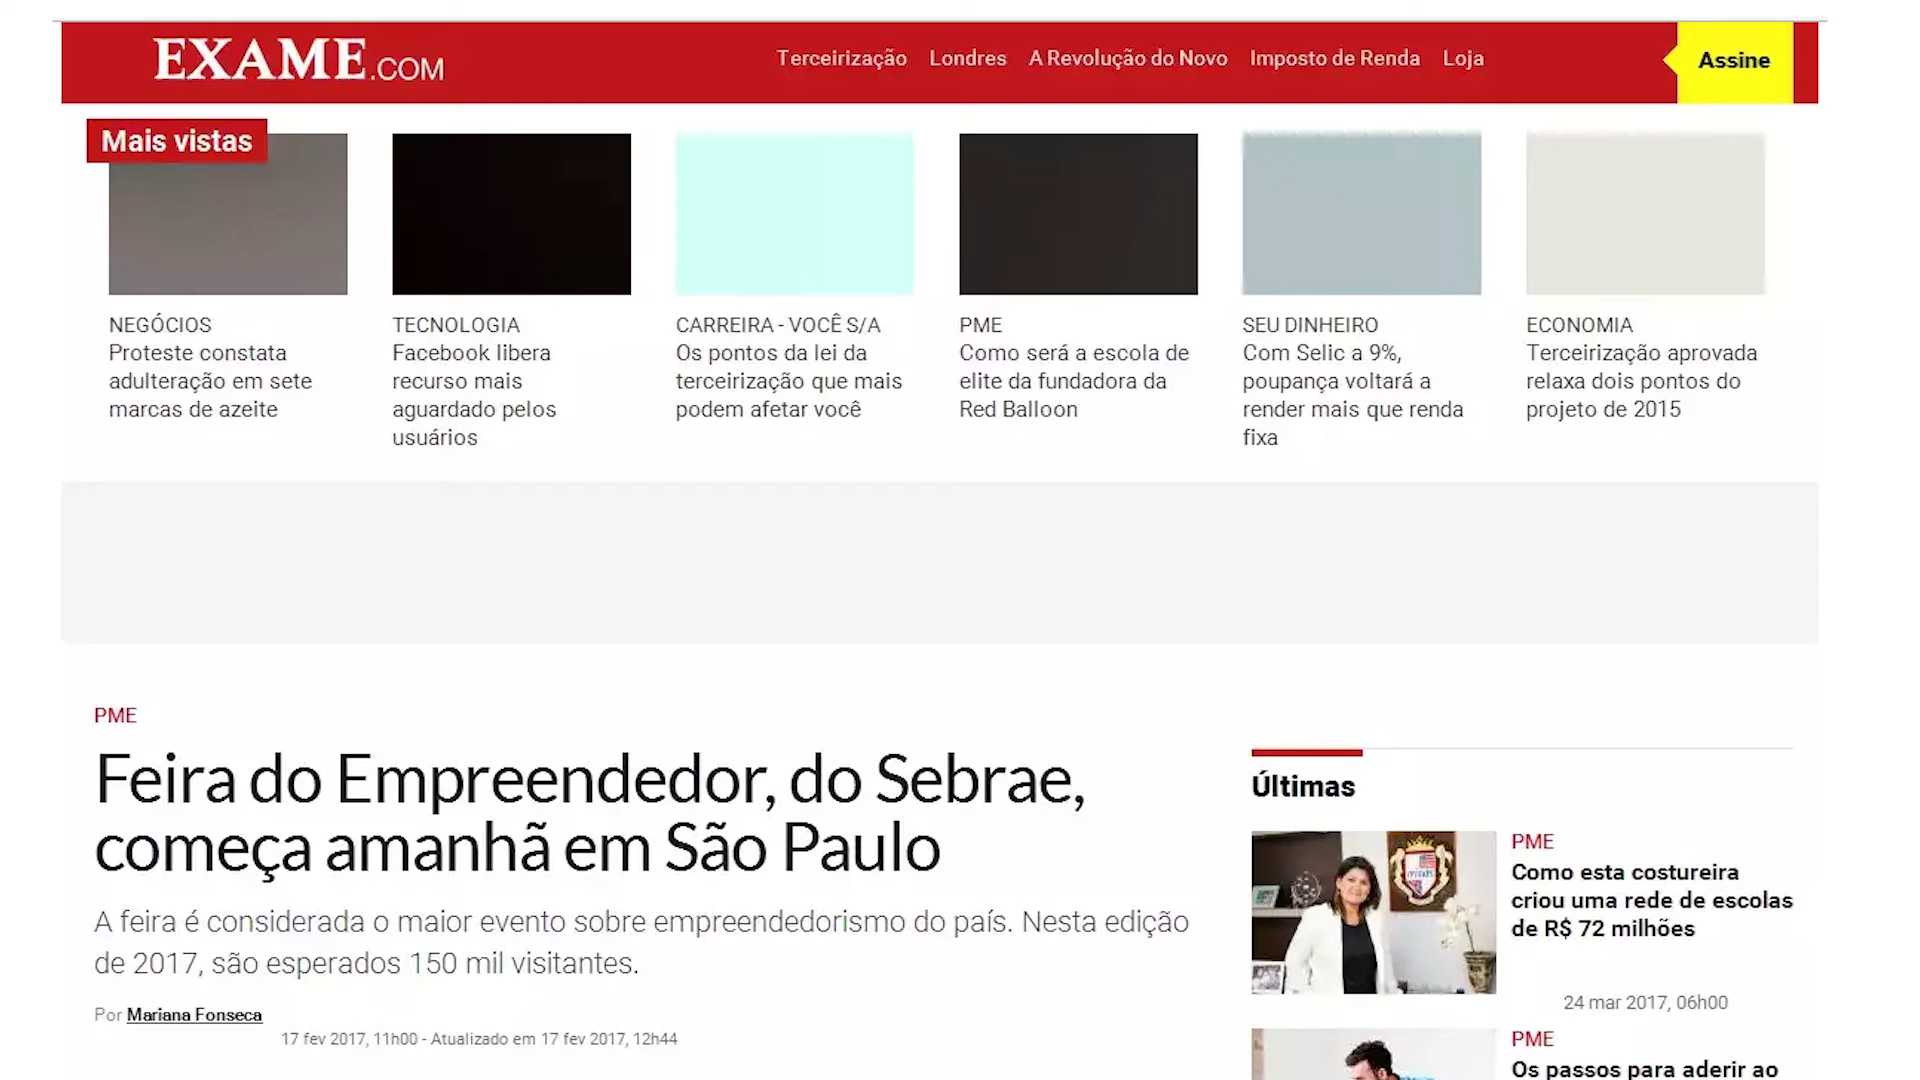 EXAME.COM
Terceirização Londres A Revolução do Novo Imposto de Renda Loja
Assine
Mais vistas
NEGÓCIOS
Proteste constata
adulteração em sete
marcas de azeite
TECNOLOGIA
Facebook libera
recurso mais
aguardado pelos
usuários
CARREIRA - VOCÊ S/A
Os pontos da lei da
terceirização que mais
podem afetar você
PME
Como será a escola de
elite da fundadora da
Red Balloon
SEU DINHEIRO
Com Selic a 9%,
poupança voltará a
render mais que renda
fixa
ECONOMIA
Terceirização aprovada
relaxa dois pontos do
projeto de 2015
PME
Feira do Empreendedor, do Sebrae,
começa amanhã em São Paulo
A feira é considerada o maior evento sobre empreendedorismo do país. Nesta edição
de 2017, são esperados 150 mil visitantes.
Por Mariana Fonseca
17 fev 2017, 11h00 - Atualizado em 17 fev 2017, 12h44
Últimas
PME
Como esta costureira
criou uma rede de escolas
de R$ 72 milhões
24 mar 2017, 06h00
PME
Os passos para aderir ao